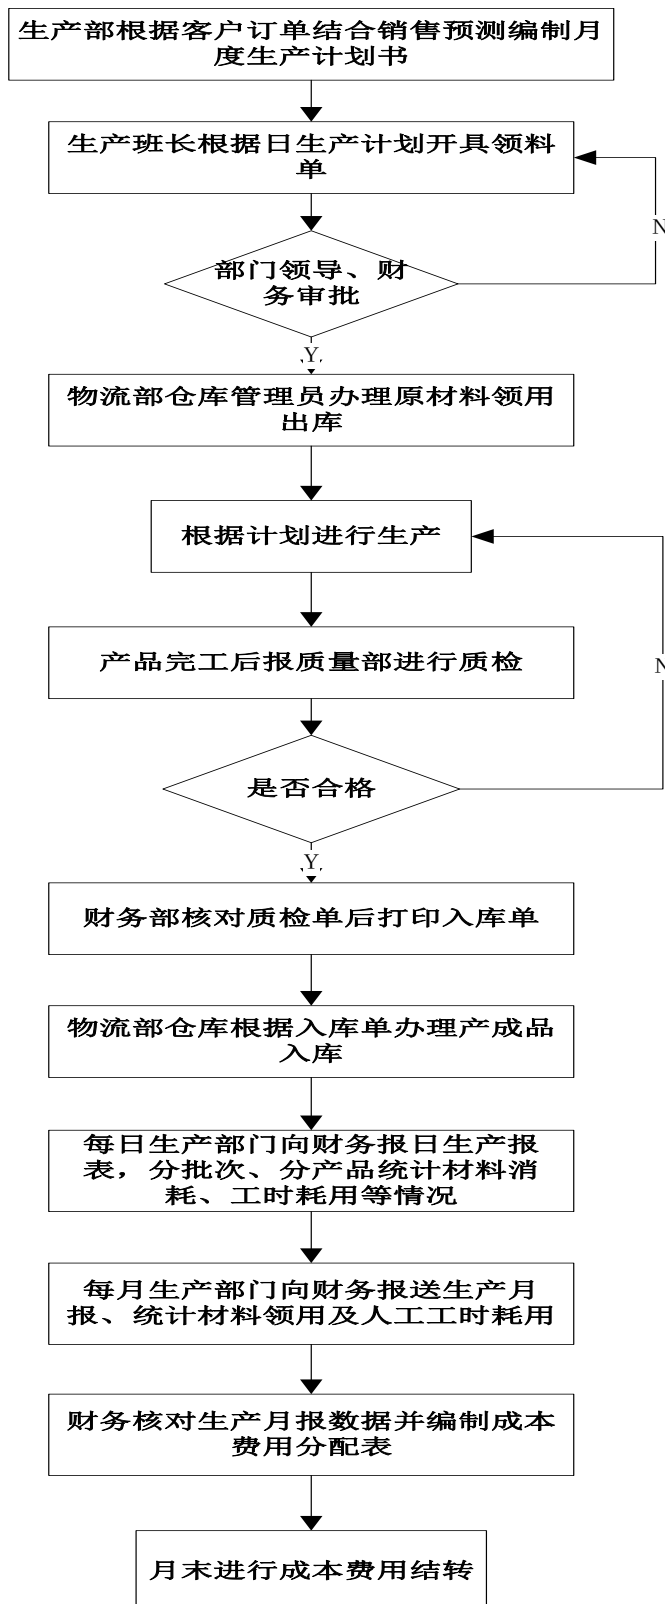 生产部根据客户订单结合销售预测编制月
度生产计划书
生产班长根据日生产计划开具领料
单
N
部门领导、财
务审批
Y
物流部仓库管理员办理原材料领用
出库
根据计划进行生产
产品完工后报质量部进行质检
N
是否合格
Y
财务部核对质检单后打印入库单
物流部仓库根据入库单办理产成品
入库
每日生产部门向财务报日生产报
表，分批次、分产品统计材料消
耗、工时耗用等情况
每月生产部门向财务报送生产月
报、统计材料领用及人工工时耗用
财务核对生产月报数据并编制成本
费用分配表
月末进行成本费用结转